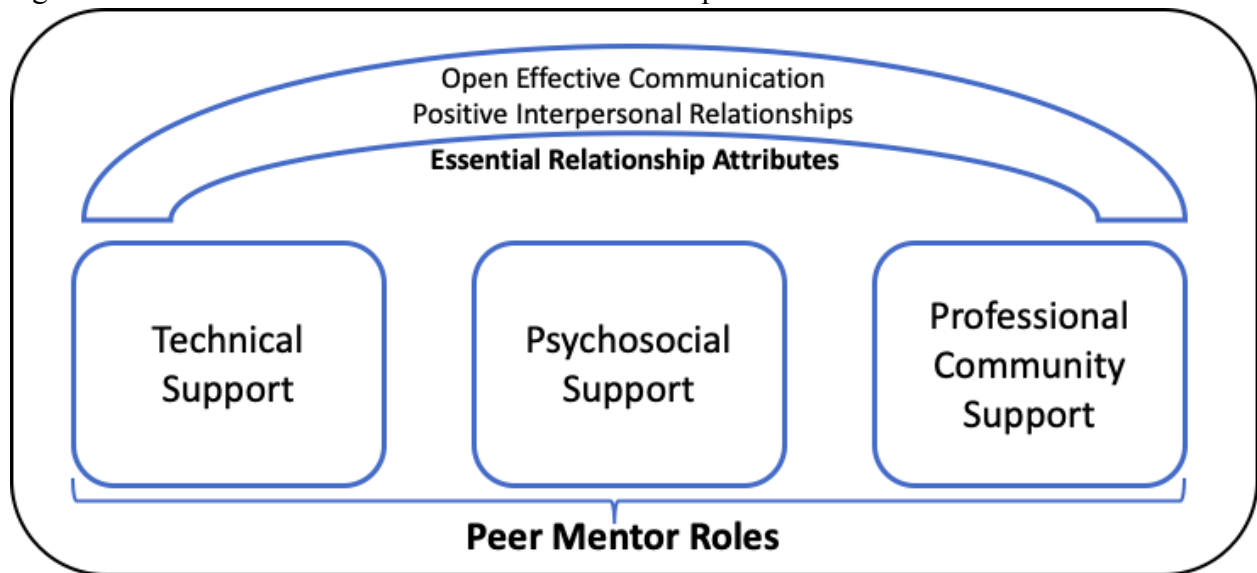 Open Effective Communication
Positive Interpersonal Relationships
Essential Relationship Attributes
Technical
Support
Psychosocial
Support
Professional
Community
Support
Peer Mentor Roles